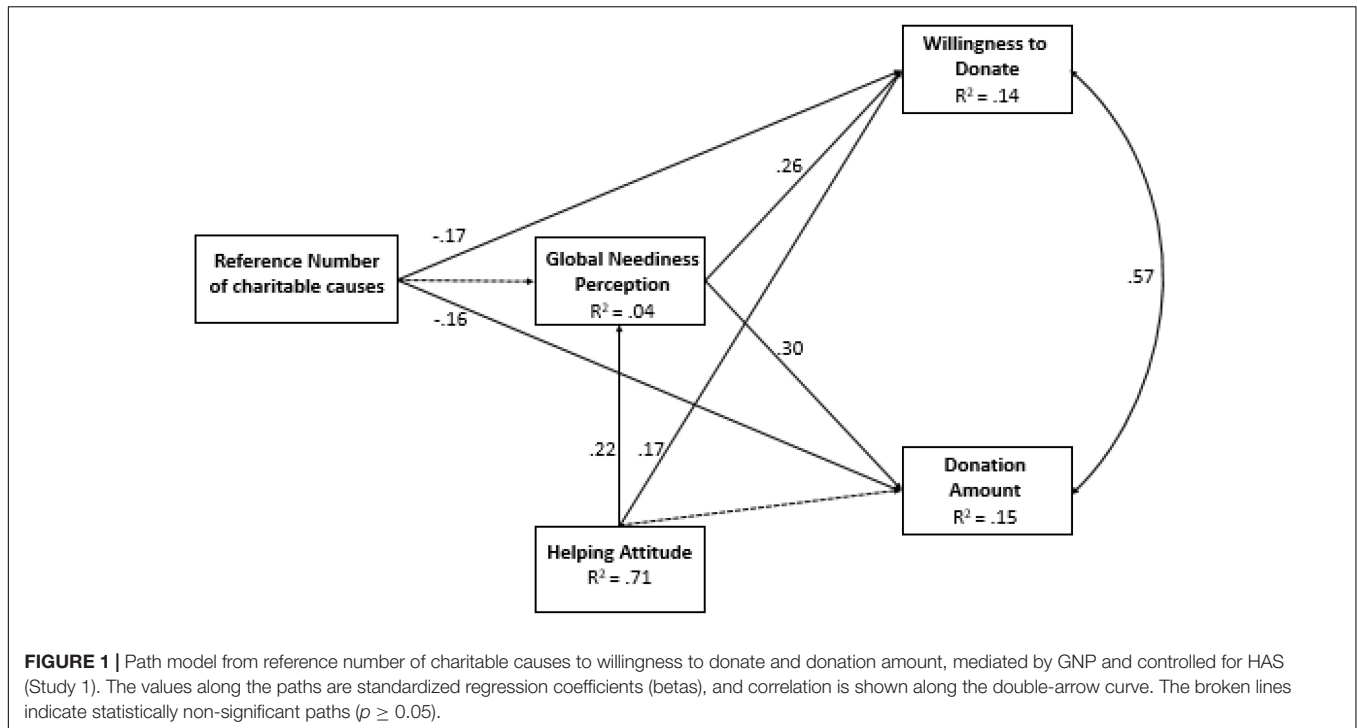 Willingness to
Donate
R² = .14
.26
-.17
Reference Number
of charitable causes
Global Neediness
Perception
R² = .04
.57
-.16
.30
.22
.17
Donation
Amount
R² = .15
Helping Attitude
R² = .71
FIGURE 1 | Path model from reference number of charitable causes to willingness to donate and donation amount, mediated by GNP and controlled for HAS
(Study 1). The values along the paths are standardized regression coefficients (betas), and correlation is shown along the double-arrow curve. The broken lines
indicate statistically non-significant paths (p ≥ 0.05).